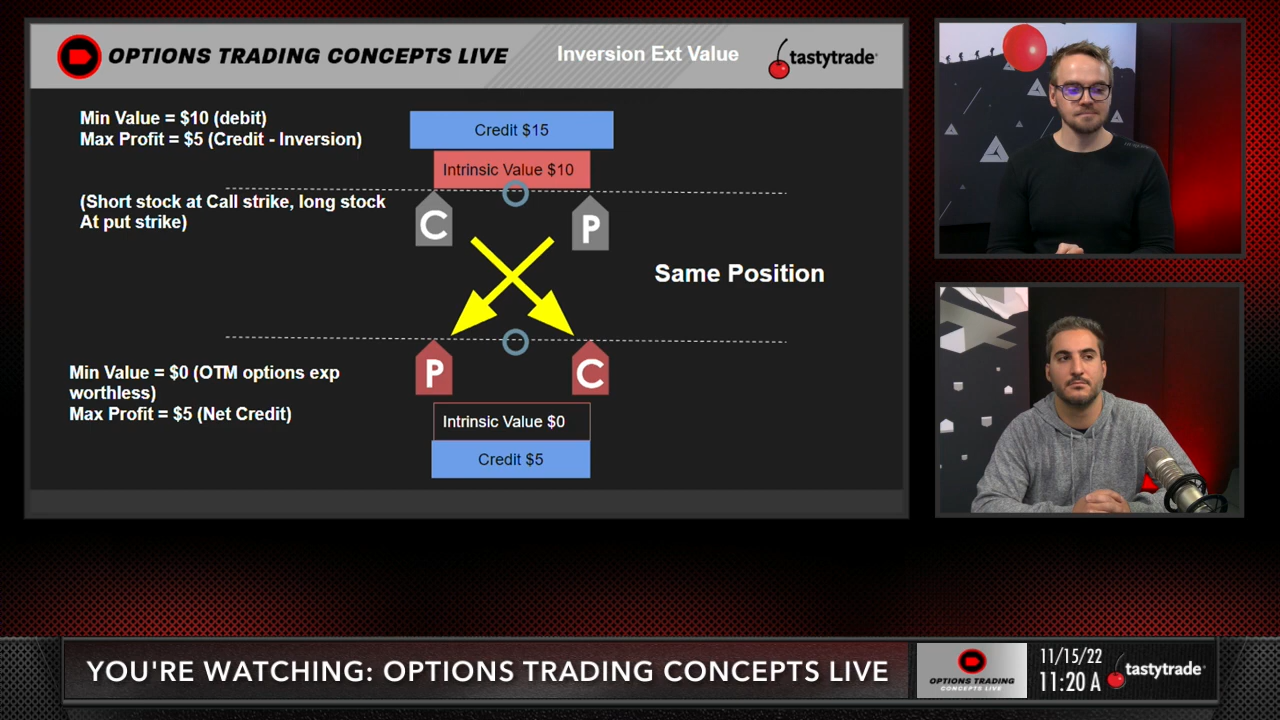 OPTIONS TRADING CONCEPTS LIVE
Inversion Ext Value
tastytrade
Min Value = $10 (debit)
Max Profit = $5 (Credit - Inversion)
Credit $15
Intrinsic Value $10
(Short stock at Call strike, long stock
At put strike)
C
P
Same Position
P
C
Min Value = $0 (OTM options exp
worthless)
Max Profit = $5 (Net Credit)
Intrinsic Value $0
Credit $5
YOU'RE WATCHING: OPTIONS TRADING CONCEPTS LIVE
OPTIONS TRADING
CONCEPTS LIVE
11/15/22
11:20 A
tastytrade